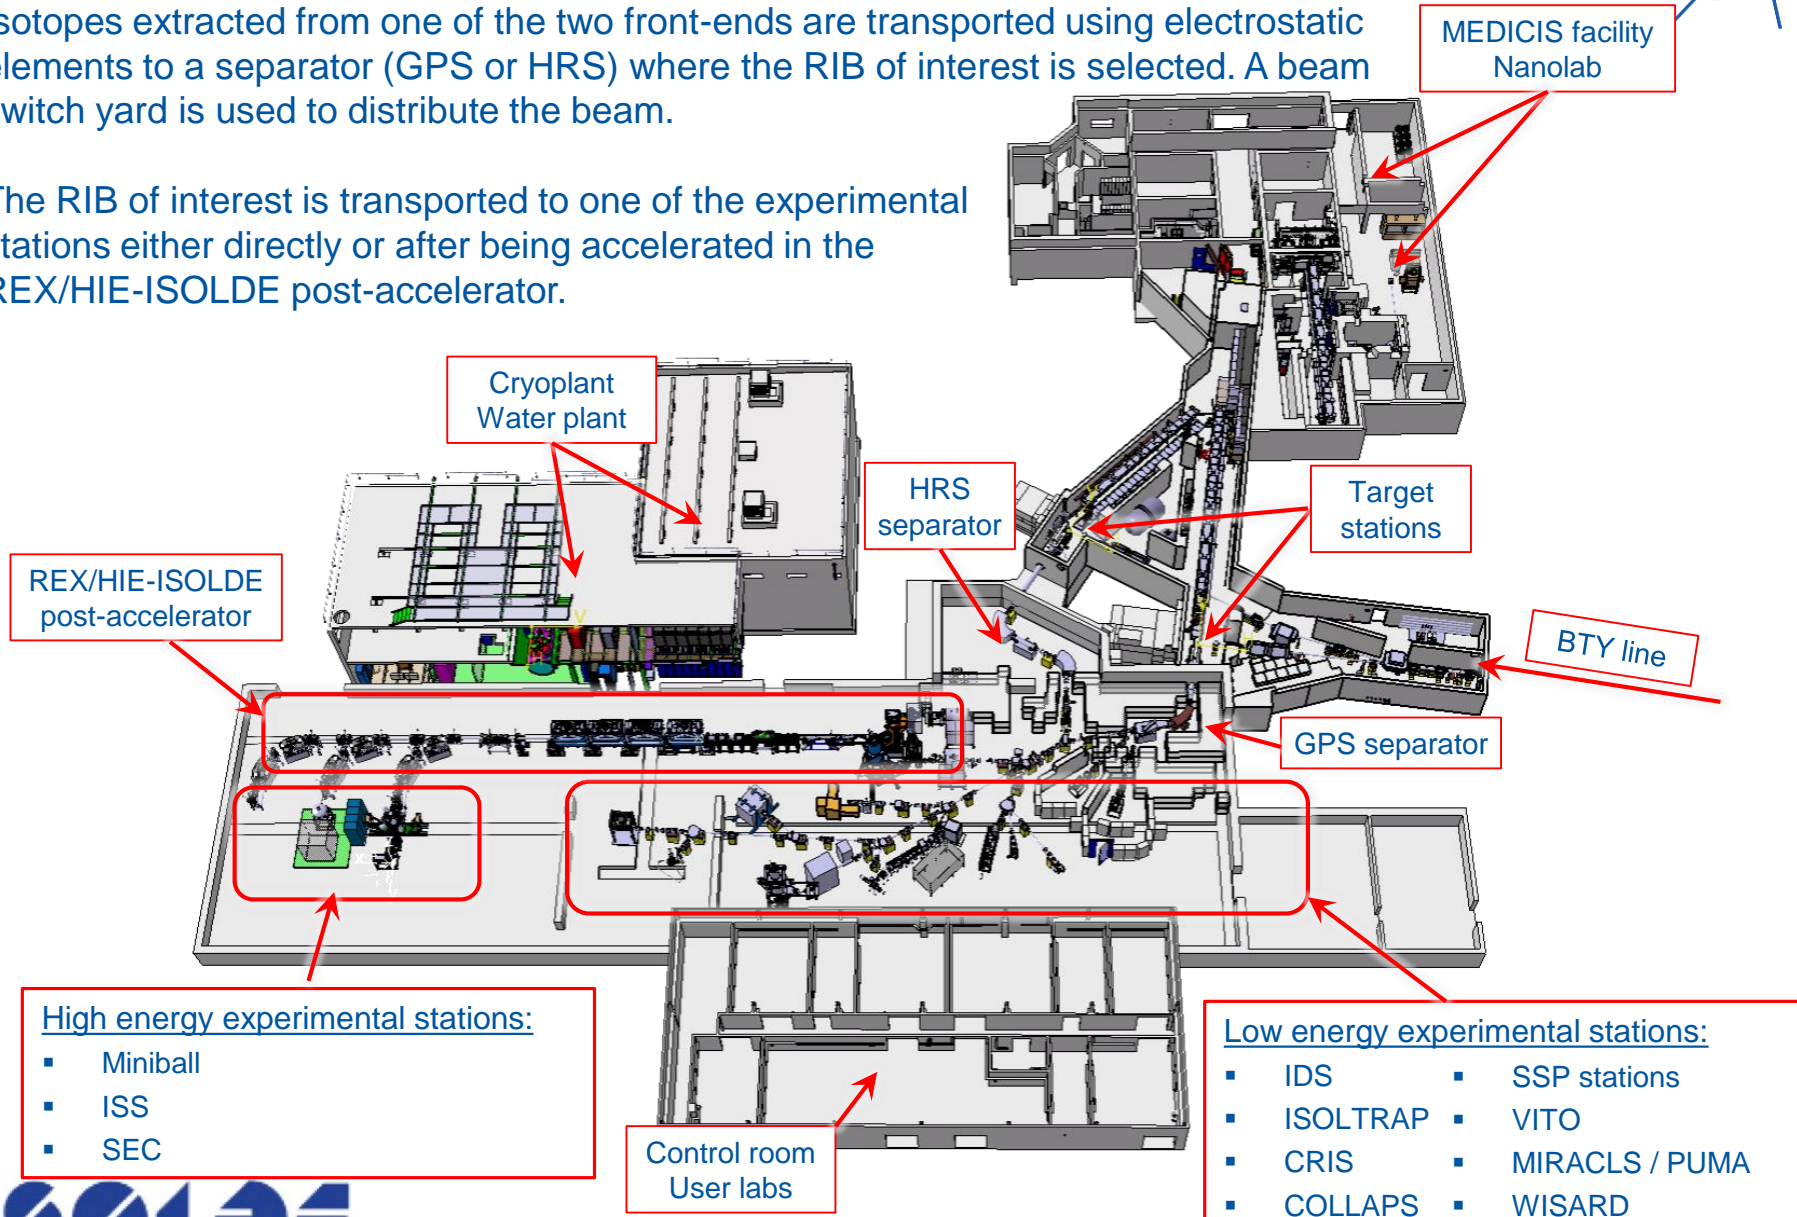 sotopes extracted from one of the two front-ends are transported using electrostatic
elements to a separator (GPS or HRS) where the RIB of interest is selected. A beam
switch yard is used to distribute the beam.
The RIB of interest is transported to one of the experimental
stations either directly or after being accelerated in the
REX/HIE-ISOLDE post-accelerator.
MEDICIS facility
Nanolab
Cryoplant
Water plant
HRS
separator
Target
stations
REX/HIE-ISOLDE
post-accelerator
BTY line
GPS separator
High energy experimental stations:
▪ Miniball
▪ ISS
▪ SEC
Control room
User labs
Low energy experimental stations:
▪ IDS
▪ ISOLTRAP
▪ CRIS
▪ COLLAPS
▪ SSP stations
▪ VITO
▪ MIRACLS / PUMA
▪ WISARD